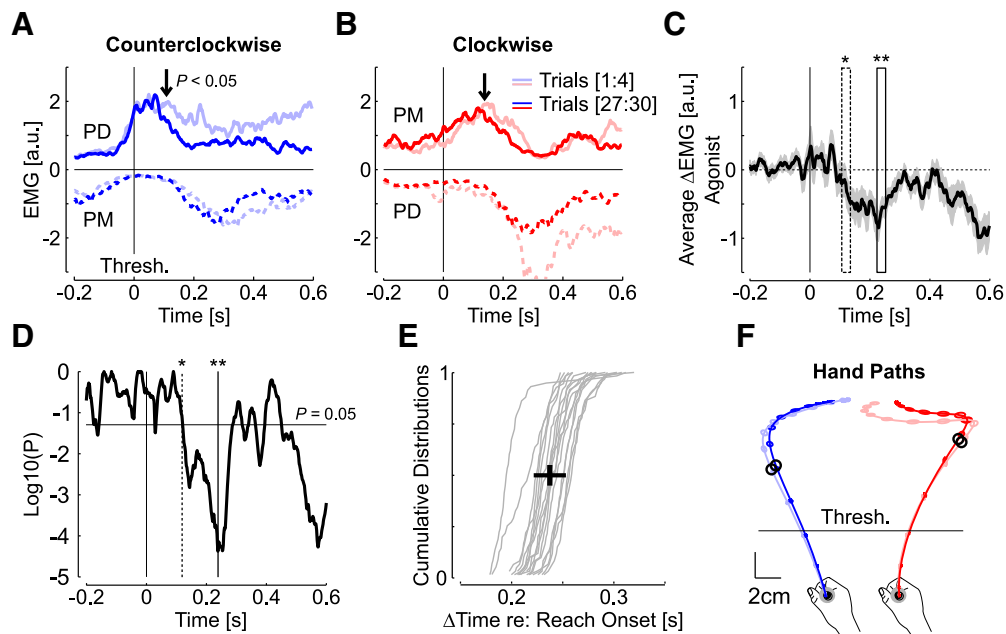 A
Counterclockwise
EMG [a.u.]
2
0
-2
PD
PM
P < 0.05
Thresh.
-0.2 0 0.2 0.4 0.6
Time [s]
B
Clockwise
2
0
-2
PM
PD
Trials [1:4]
Trials [27:30]
-0.2 0 0.2 0.4 0.6
Time [s]
C
Average ΔEMG [a.u.]
Agonist
1
0
-1
* **
-0.2 0 0.2 0.4 0.6
Time [s]
D
Log10(P)
0
-1
-2
-3
-4
-5
* **
P = 0.05
-0.2 0 0.2 0.4 0.6
Time [s]
E
Cumulative Distributions
1
0
0.2 0.3
ΔTime re: Reach Onset [s]
F
Hand Paths
Thresh.
2cm